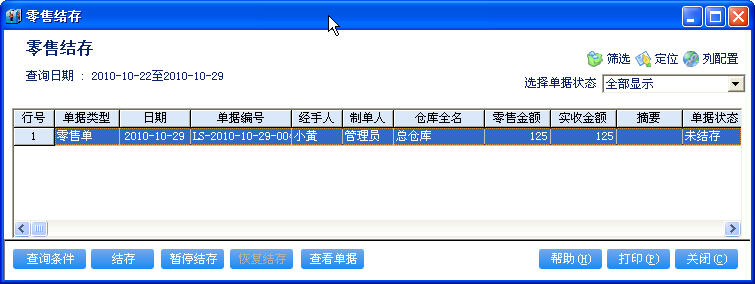 零售结存
零售结存
查询日期 : 2010-10-22至2010-10-29
筛选 定位 列配置
选择单据状态 全部显示
行号 单据类型 日期 单据编号 经手人 制单人 仓库全名 零售金额 实收金额 摘要 单据状态
1 零售单 2010-10-29 LS-2010-10-29-00 小黄 管理员 总仓库 125 125 未结存
查询条件 结存 暂停结存 恢复结存 查看单据 帮助(H) 打印(P) 关闭(C)